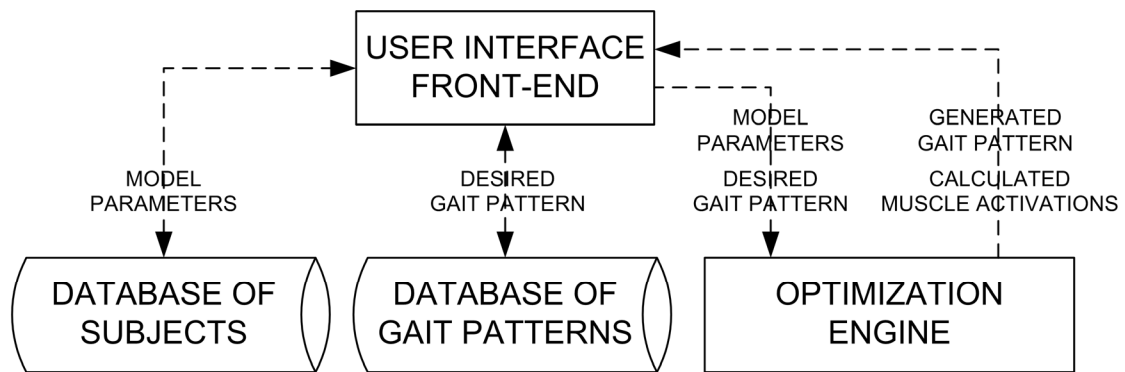 USER INTERFACE
FRONT-END
MODEL
PARAMETERS
GENERATED
GAIT PATTERN
MODEL
PARAMETERS
DESIRED
GAIT PATTERN
DESIRED
GAIT PATTERN
CALCULATED
MUSCLE ACTIVATIONS
DATABASE OF
SUBJECTS
DATABASE OF
GAIT PATTERNS
OPTIMIZATION
ENGINE